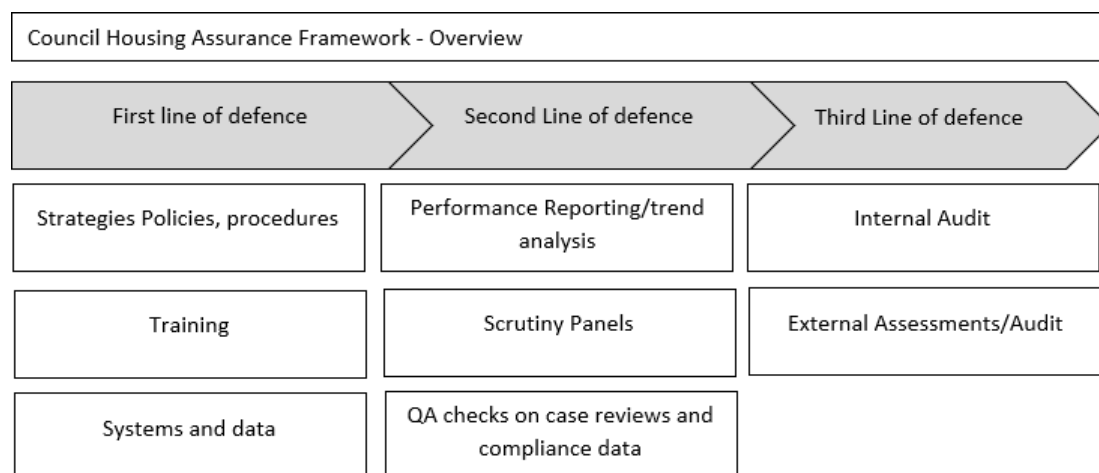 Council Housing Assurance Framework - Overview
First line of defence
Second Line of defence
Third Line of defence
Strategies Policies, procedures
Performance Reporting/trend
analysis
Internal Audit
Training
Scrutiny Panels
External Assessments/Audit
Systems and data
QA checks on case reviews and
compliance data